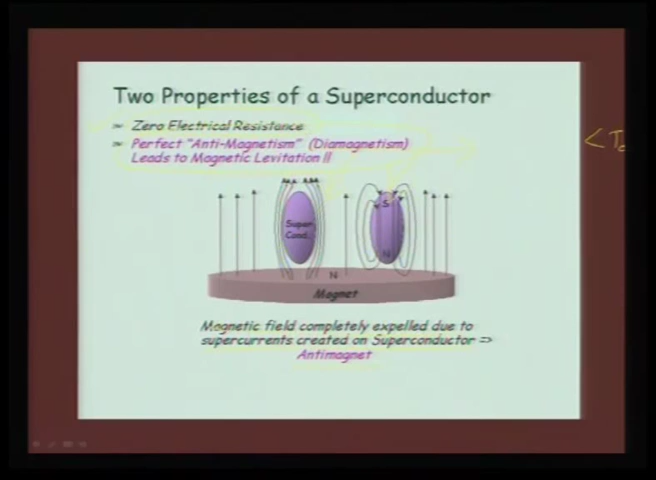 Two Properties of a Superconductor
Zero Electrical Resistance
Perfect "Anti-Magnetism" (Diamagnetism)
Leads to Magnetic Levitation !!
< Tc
S
Super
Cond.
N
N
Magnet
Magnetic field completely expelled due to
supercurrents created on Superconductor =>
Antimagnet